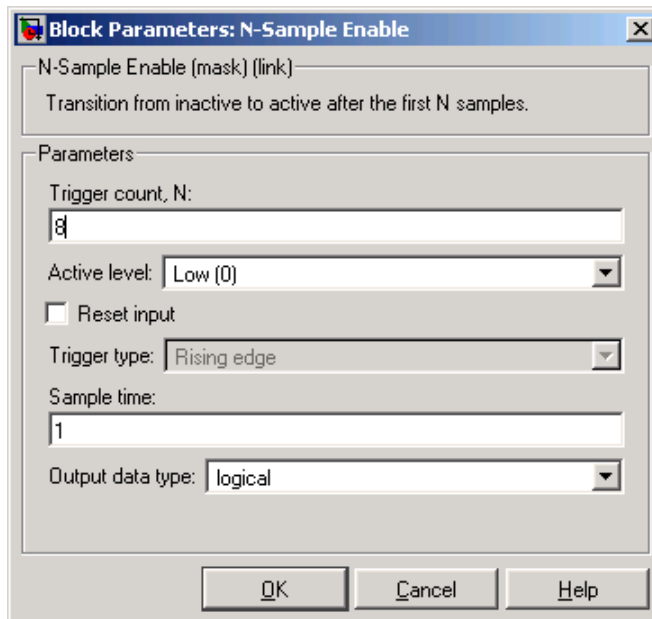 Block Parameters: N-Sample Enable
N-Sample Enable (mask) (link)
Transition from inactive to active after the first N samples.
Parameters
Trigger count, N:
8
Active level: Low (0)
Reset input
Trigger type: Rising edge
Sample time:
1
Output data type: logical
OK Cancel Help